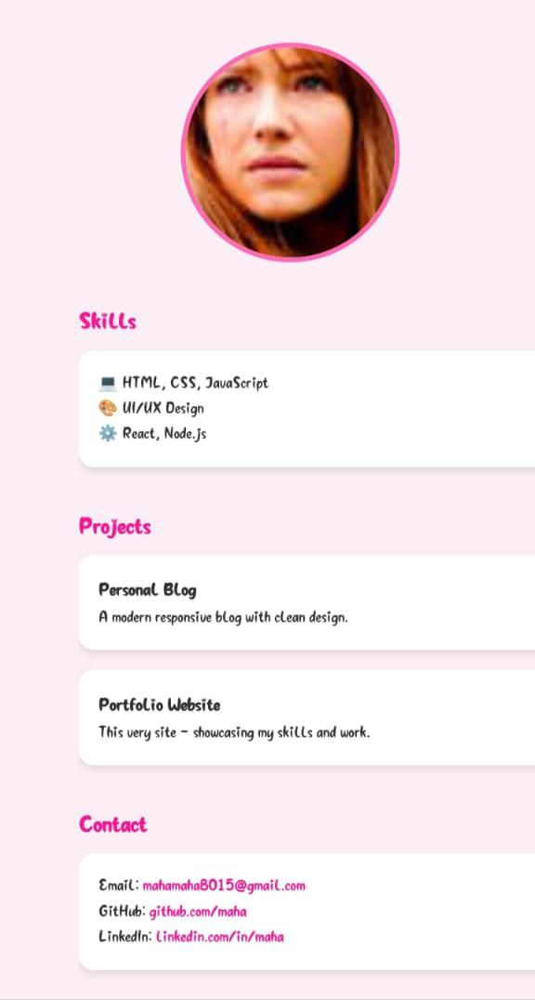 Skills
HTML, CSS, JavaScript
UI/UX Design
React, Node.js
Projects
Personal Blog
A modern responsive blog with clean design.
Portfolio Website
This very site – showcasing my skills and work.
Contact
Email: mahamaha8015@gmail.com
GitHub: github.com/maha
LinkedIn: linkedin.com/in/maha